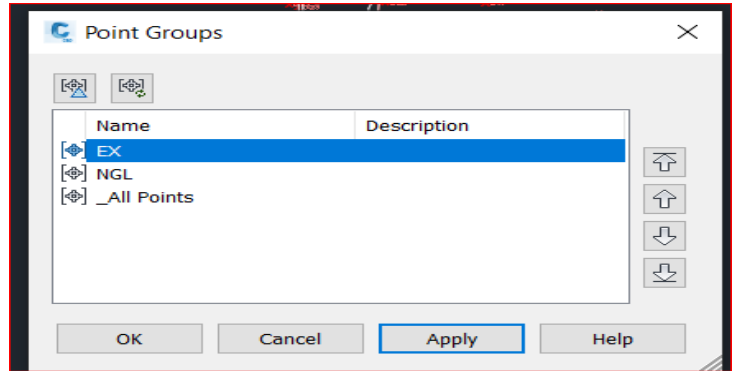 Point Groups
Name Description
EX
NGL
_All Points
OK Cancel Apply Help